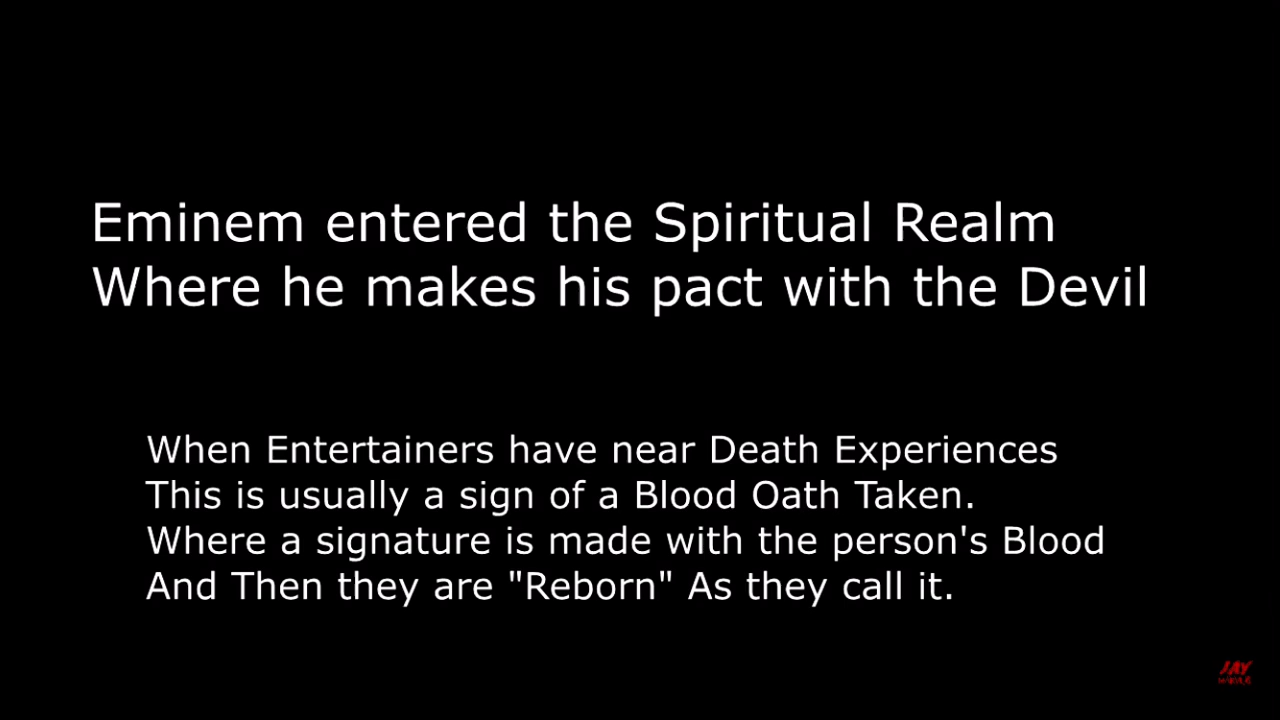 Eminem entered the Spiritual Realm
Where he makes his pact with the Devil
When Entertainers have near Death Experiences
This is usually a sign of a Blood Oath Taken.
Where a signature is made with the person's Blood
And Then they are "Reborn" As they call it.
JAY